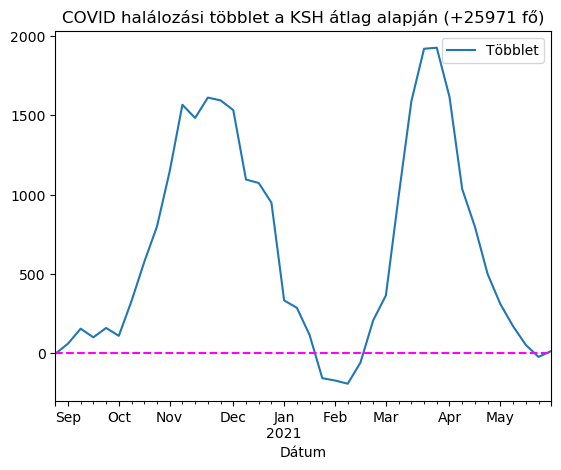 COVID halálozási többlet a KSH átlag alapján (+25971 fő)
2000
Többlet
1500
1000
500
0
Sep Oct Nov Dec Jan Feb Mar Apr May
2021
Dátum